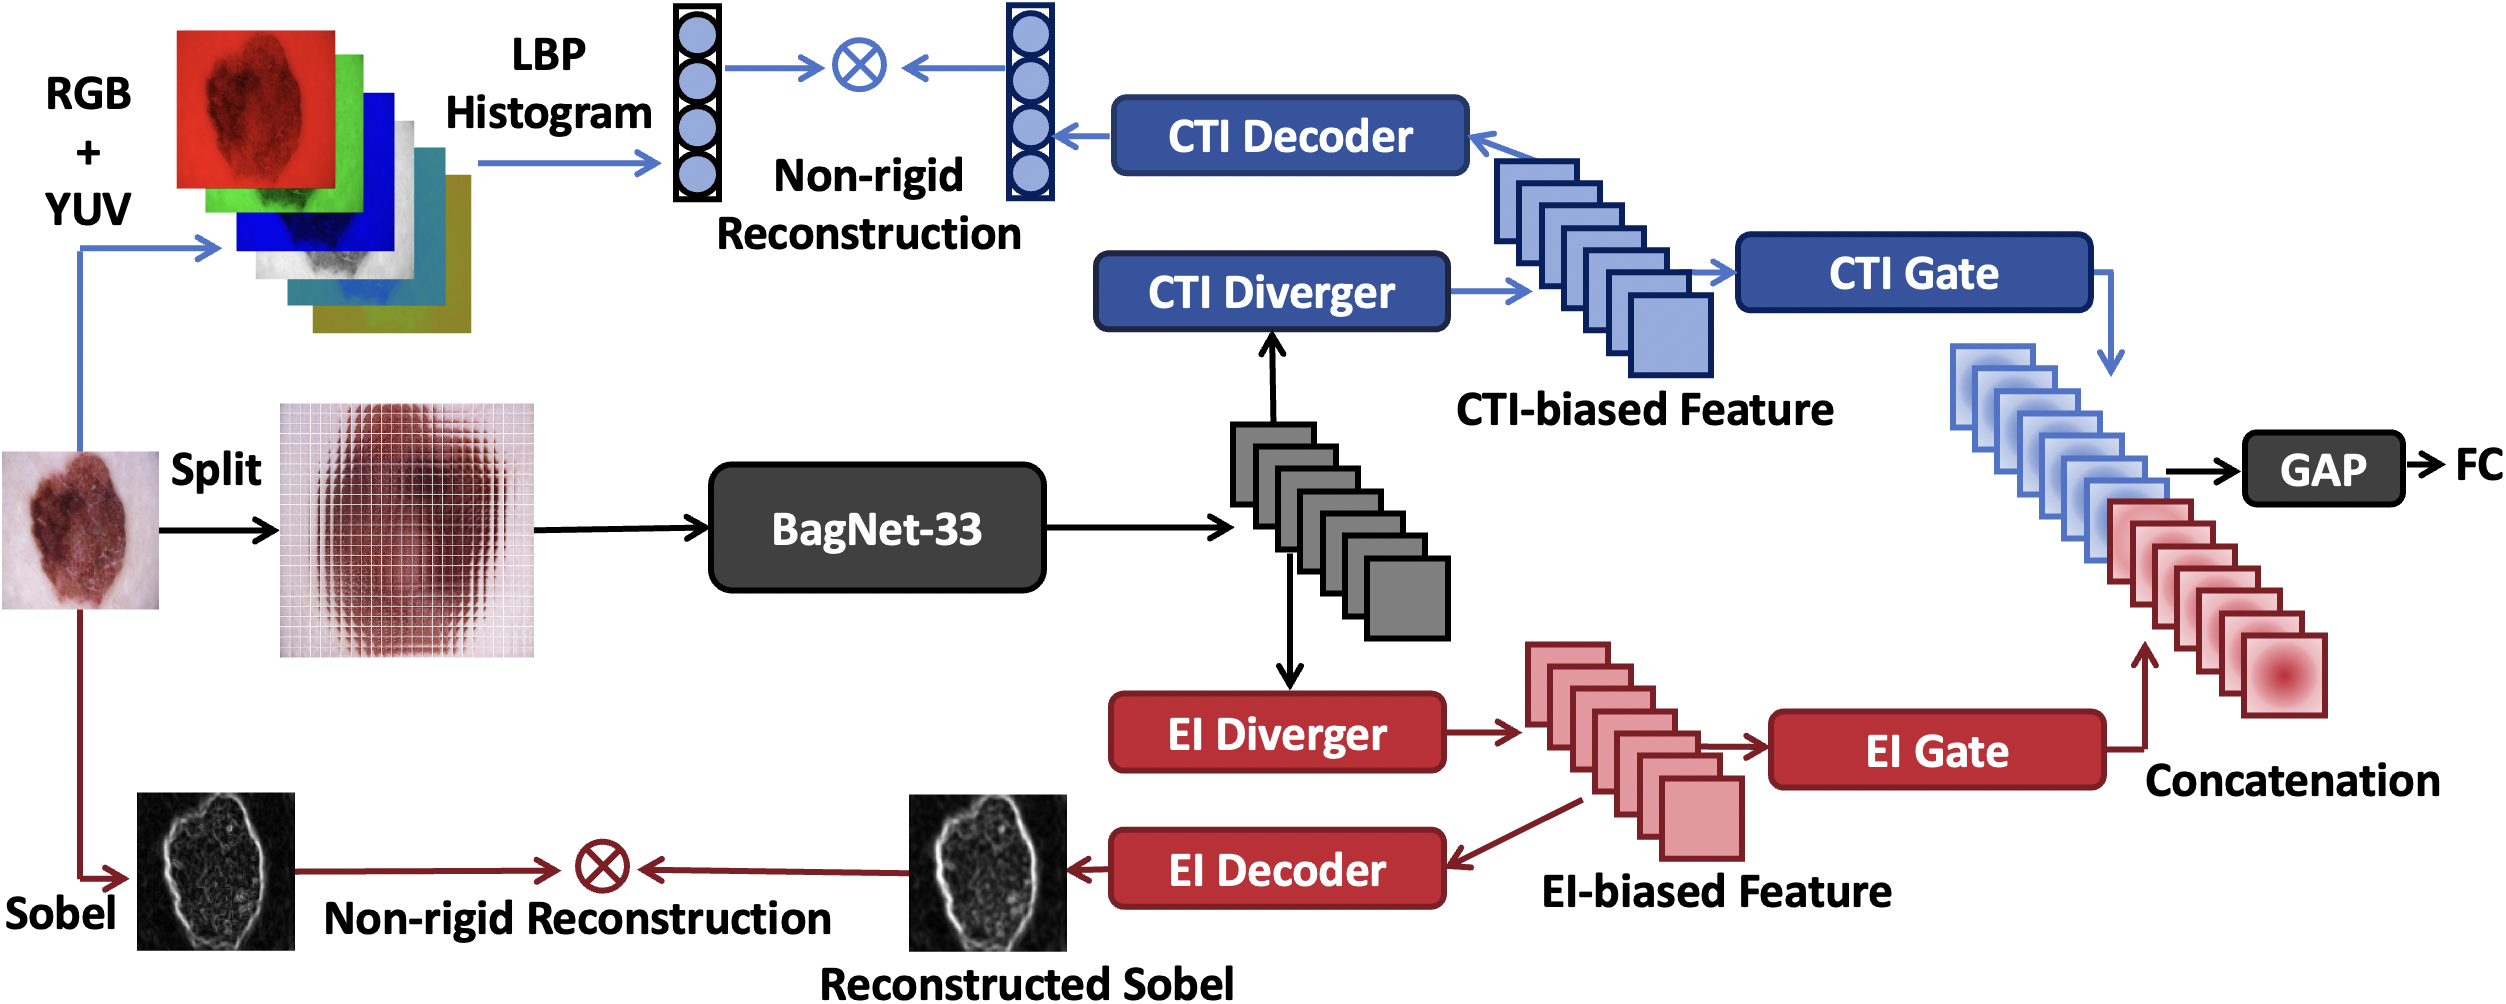 RGB
+
YUV
LBP
Histogram
Non-rigid
Reconstruction
CTI Decoder
CTI Diverger
CTI Gate
CTI-biased Feature
Split
BagNet-33
GAP
FC
EI Diverger
EI Gate
Concatenation
EI Decoder
EI-biased Feature
Sobel
Non-rigid Reconstruction
Reconstructed Sobel